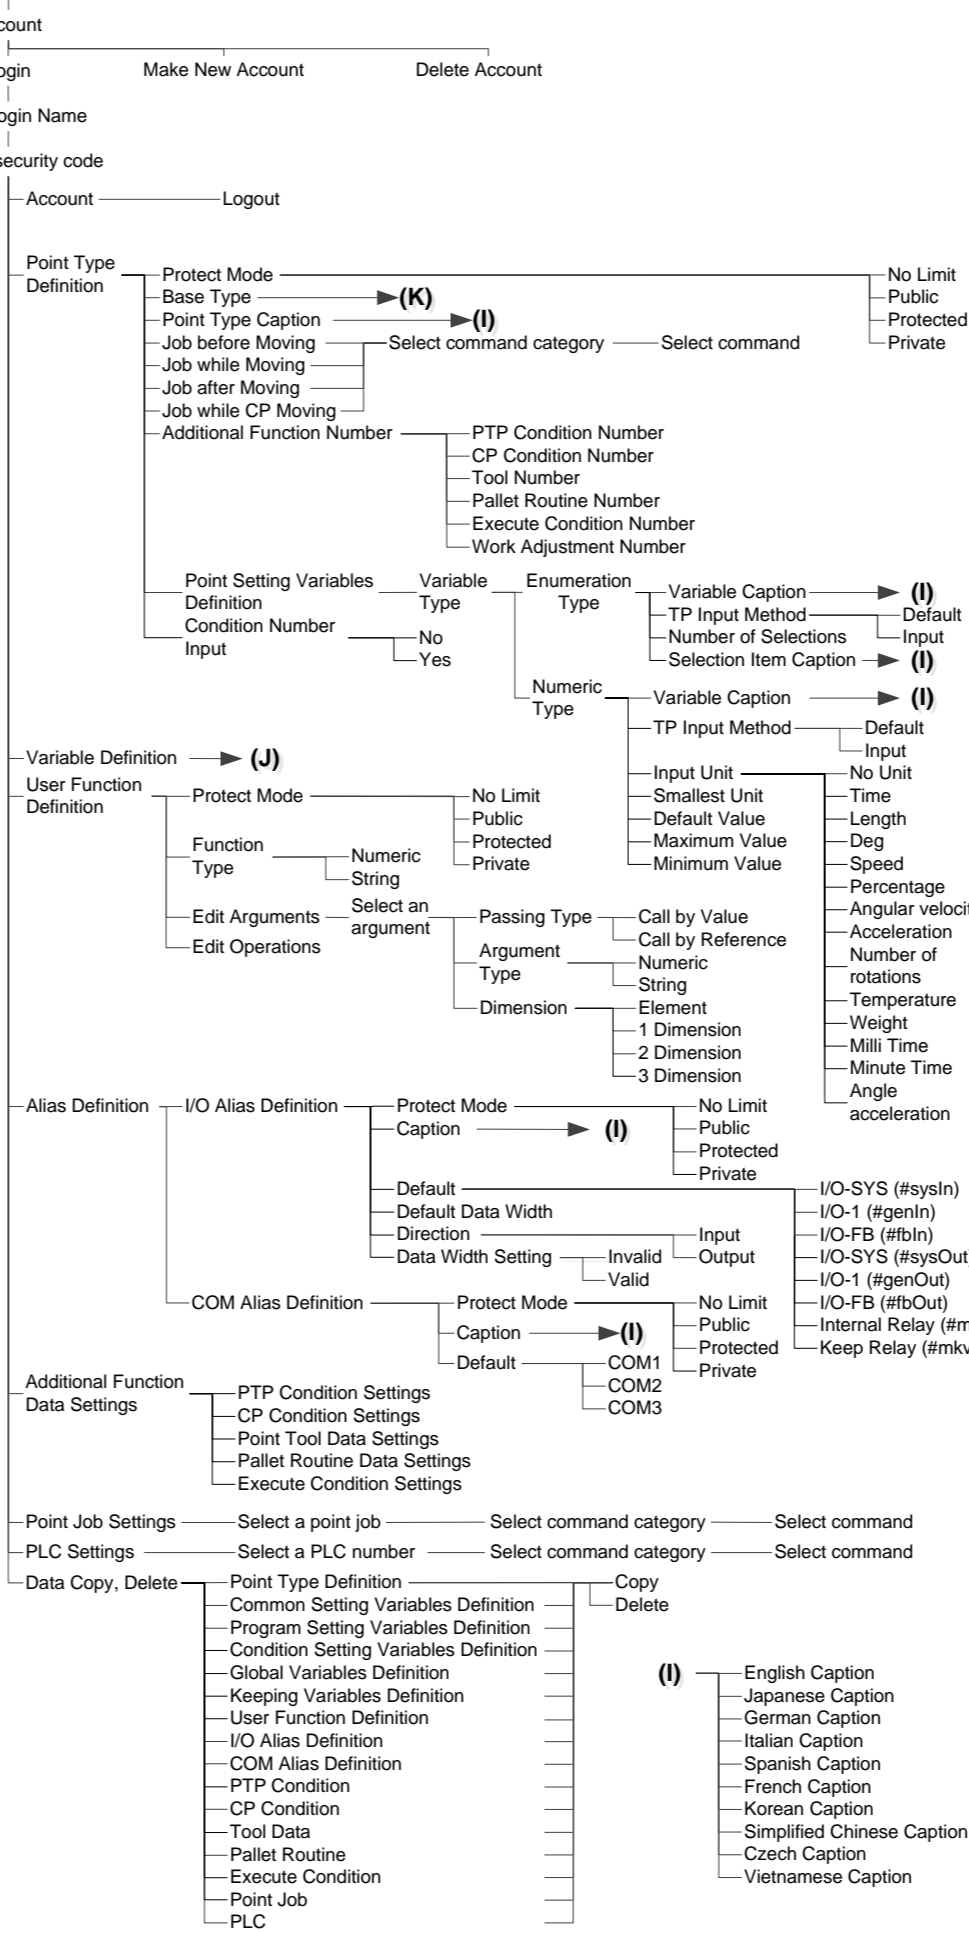 count
ogin Make New Account Delete Account
ogin Name
security code
Account Logout
Point Type
Definition
Protect Mode No Limit
Base Type (K) Public
Point Type Caption (I) Protected
Job before Moving Select command category Select command Private
Job while Moving
Job after Moving
Job while CP Moving
Additional Function Number PTP Condition Number
CP Condition Number
Tool Number
Pallet Routine Number
Execute Condition Number
Work Adjustment Number
Point Setting Variables
Definition
Variable
Type
Enumeration
Type
Variable Caption (I)
TP Input Method Default
Input
Number of Selections
Selection Item Caption (I)
Condition Number
Input
No
Yes
Numeric
Type
Variable Caption (I)
TP Input Method Default
Input
Input Unit No Unit
Smallest Unit Time
Default Value Length
Maximum Value Deg
Minimum Value Speed
Percentage
Angular velocit
Acceleration
Number of
rotations
Temperature
Weight
Milli Time
Minute Time
Angle
acceleration
Variable Definition (J)
User Function
Definition
Protect Mode No Limit
Public
Protected
Private
Function
Type
Numeric
String
Edit Arguments Select an
argument
Passing Type Call by Value
Call by Reference
Edit Operations
Argument
Type
Numeric
String
Dimension Element
1 Dimension
2 Dimension
3 Dimension
Alias Definition I/O Alias Definition Protect Mode No Limit
Caption (I) Public
Protected
Private
Default I/O-SYS (#sysIn)
Default Data Width I/O-1 (#genIn)
Direction Input I/O-FB (#fbIn)
Data Width Setting Invalid Output I/O-SYS (#sysOut)
Valid I/O-1 (#genOut)
COM Alias Definition Protect Mode No Limit I/O-FB (#fbOut)
Caption (I) Public Internal Relay (#m
Protected Keep Relay (#mkv
Default COM1 Private
COM2
COM3
Additional Function
Data Settings
PTP Condition Settings
CP Condition Settings
Point Tool Data Settings
Pallet Routine Data Settings
Execute Condition Settings
Point Job Settings Select a point job Select command category Select command
PLC Settings Select a PLC number Select command category Select command
Data Copy, Delete Point Type Definition Copy
Common Setting Variables Definition Delete
Program Setting Variables Definition
Condition Setting Variables Definition
Global Variables Definition
Keeping Variables Definition
User Function Definition
I/O Alias Definition
COM Alias Definition
PTP Condition
CP Condition
Tool Data
Pallet Routine
Execute Condition
Point Job
PLC
(I) English Caption
Japanese Caption
German Caption
Italian Caption
Spanish Caption
French Caption
Korean Caption
Simplified Chinese Caption
Czech Caption
Vietnamese Caption